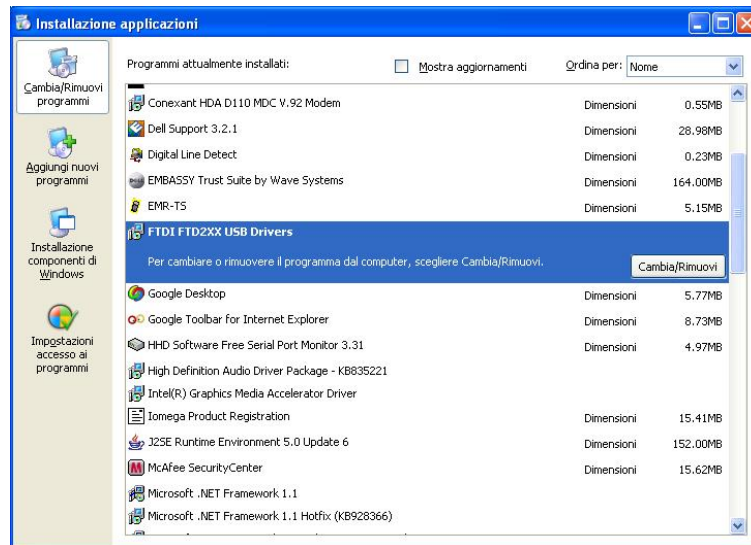 Installazione applicazioni
Cambia/Rimuovi
programmi
Aggiungi nuovi
programmi
Installazione
componenti di
Windows
Impostazioni
accesso ai
programmi
Programmi attualmente installati: Mostra aggiornamenti Ordina per: Nome
Conexant HDA D110 MDC V.92 Modem Dimensioni 0.55MB
Dell Support 3.2.1 Dimensioni 28.98MB
Digital Line Detect Dimensioni 0.23MB
EMBASSY Trust Suite by Wave Systems Dimensioni 164.00MB
EMR-TS Dimensioni 5.15MB
FTDI FTD2XX USB Drivers
Per cambiare o rimuovere il programma dal computer, scegliere Cambia/Rimuovi. Cambia/Rimuovi
Google Desktop Dimensioni 5.77MB
Google Toolbar for Internet Explorer Dimensioni 8.73MB
HHD Software Free Serial Port Monitor 3.31 Dimensioni 4.97MB
High Definition Audio Driver Package - KB835221
Intel(R) Graphics Media Accelerator Driver
Iomega Product Registration Dimensioni 15.41MB
J2SE Runtime Environment 5.0 Update 6 Dimensioni 152.00MB
McAfee SecurityCenter Dimensioni 15.62MB
Microsoft .NET Framework 1.1
Microsoft .NET Framework 1.1 Hotfix (KB928366)